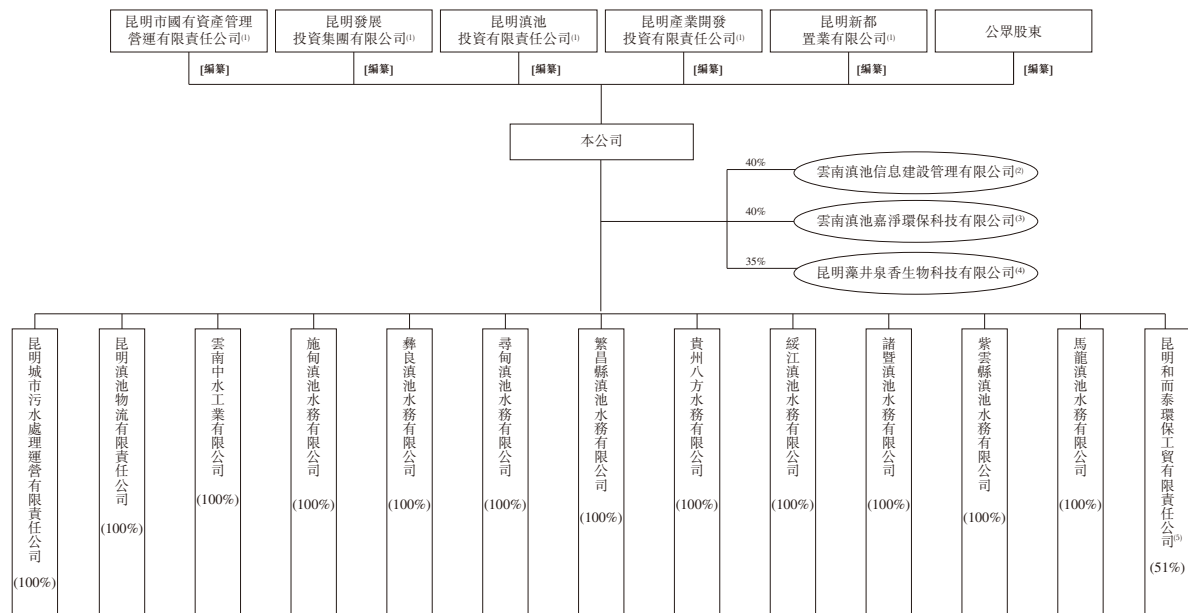 昆明市國有資產管理
營運有限責任公司(1)
昆明發展
投資集團有限公司(1)
昆明滇池
投資有限責任公司(1)
昆明產業開發
投資有限責任公司(1)
昆明新都
置業有限公司(1)
公眾股東
[編纂]
[編纂]
[編纂]
[編纂]
[編纂]
[編纂]
本公司
40%
雲南滇池信息建設管理有限公司(2)
40%
雲南滇池嘉淨環保科技有限公司(3)
35%
昆明藻井泉香生物科技有限公司(4)
昆明城市污水處理運營有限責任公司
(100%)
昆明滇池物流有限責任公司
(100%)
雲南中水工業有限公司
(100%)
施甸滇池水務有限公司
(100%)
彝良滇池水務有限公司
(100%)
尋甸滇池水務有限公司
(100%)
繁昌縣滇池水務有限公司
(100%)
貴州八方水務有限公司
(100%)
綏江滇池水務有限公司
(100%)
諸暨滇池水務有限公司
(100%)
紫雲縣滇池水務有限公司
(100%)
馬龍滇池水務有限公司
(100%)
昆明和而泰環保工貿有限責任公司(5)
(51%)